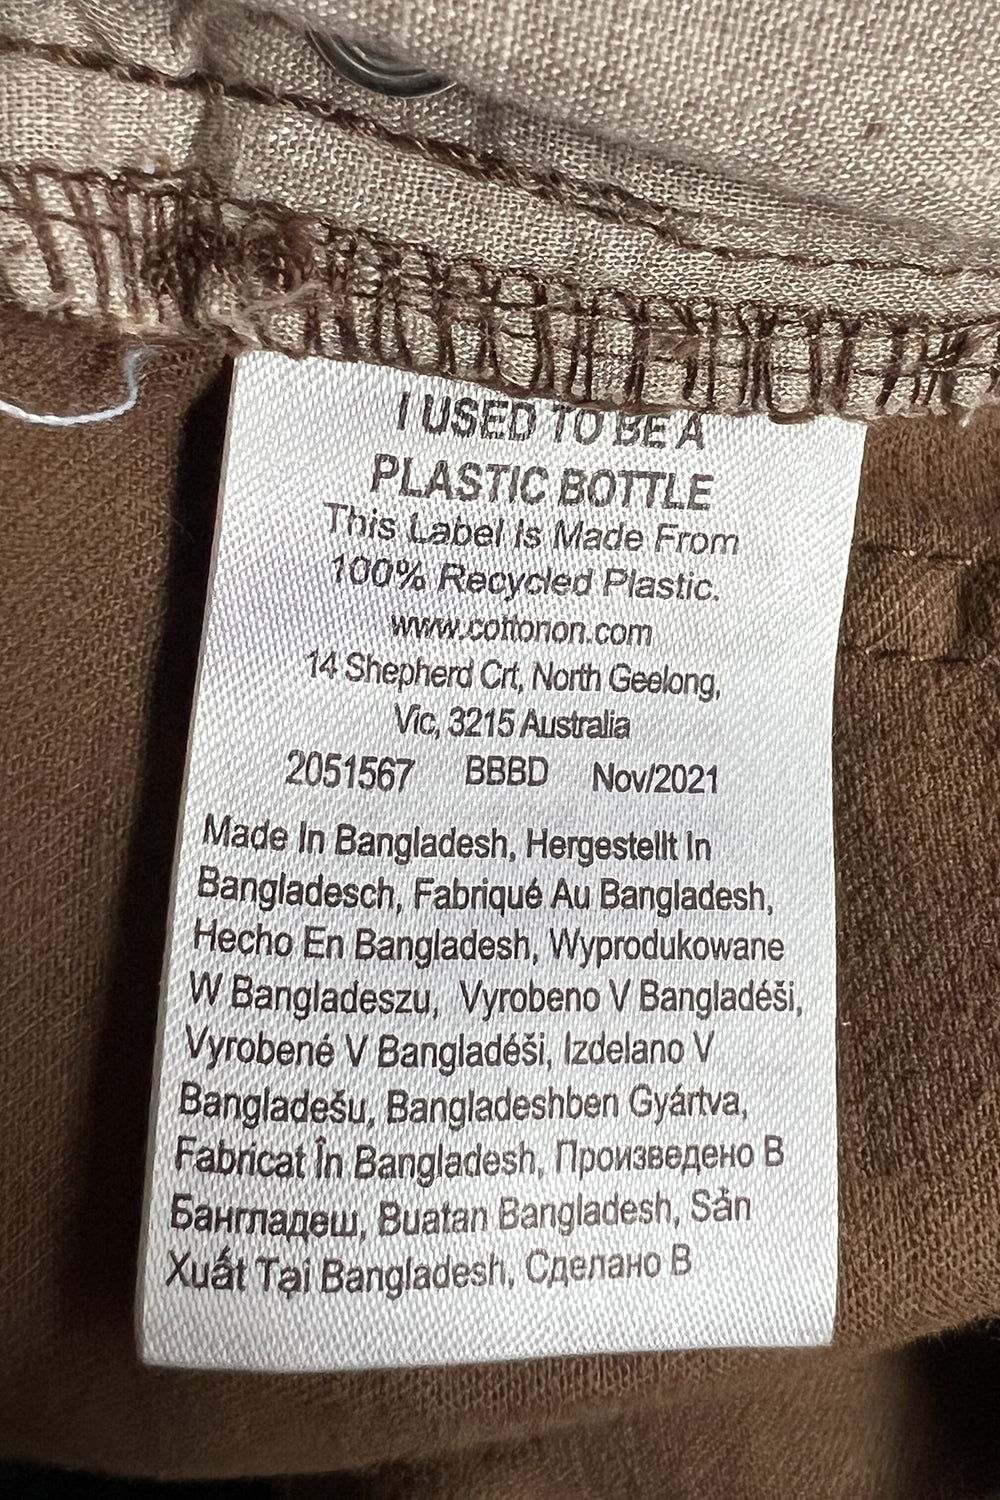 I USED TO BE A
PLASTIC BOTTLE
This Label Is Made From
100% Recycled Plastic.
www.cottonon.com
14 Shepherd Crt, North Geelong,
Vic, 3215 Australia
2051567 BBBD Nov/2021
Made In Bangladesh, Hergestellt In
Bangladesch, Fabriqué Au Bangladesh,
Hecho En Bangladesh, Wyprodukowane
W Bangladeszu, Vyrobeno V Bangladéši,
Vyrobené V Bangladéši, Izdelano V
Bangladešu, Bangladeshben Gyártva,
Fabricat În Bangladesh, Произведено В
Бангладеш, Buatan Bangladesh, Sản
Xuất Tại Bangladesh, Сделано В